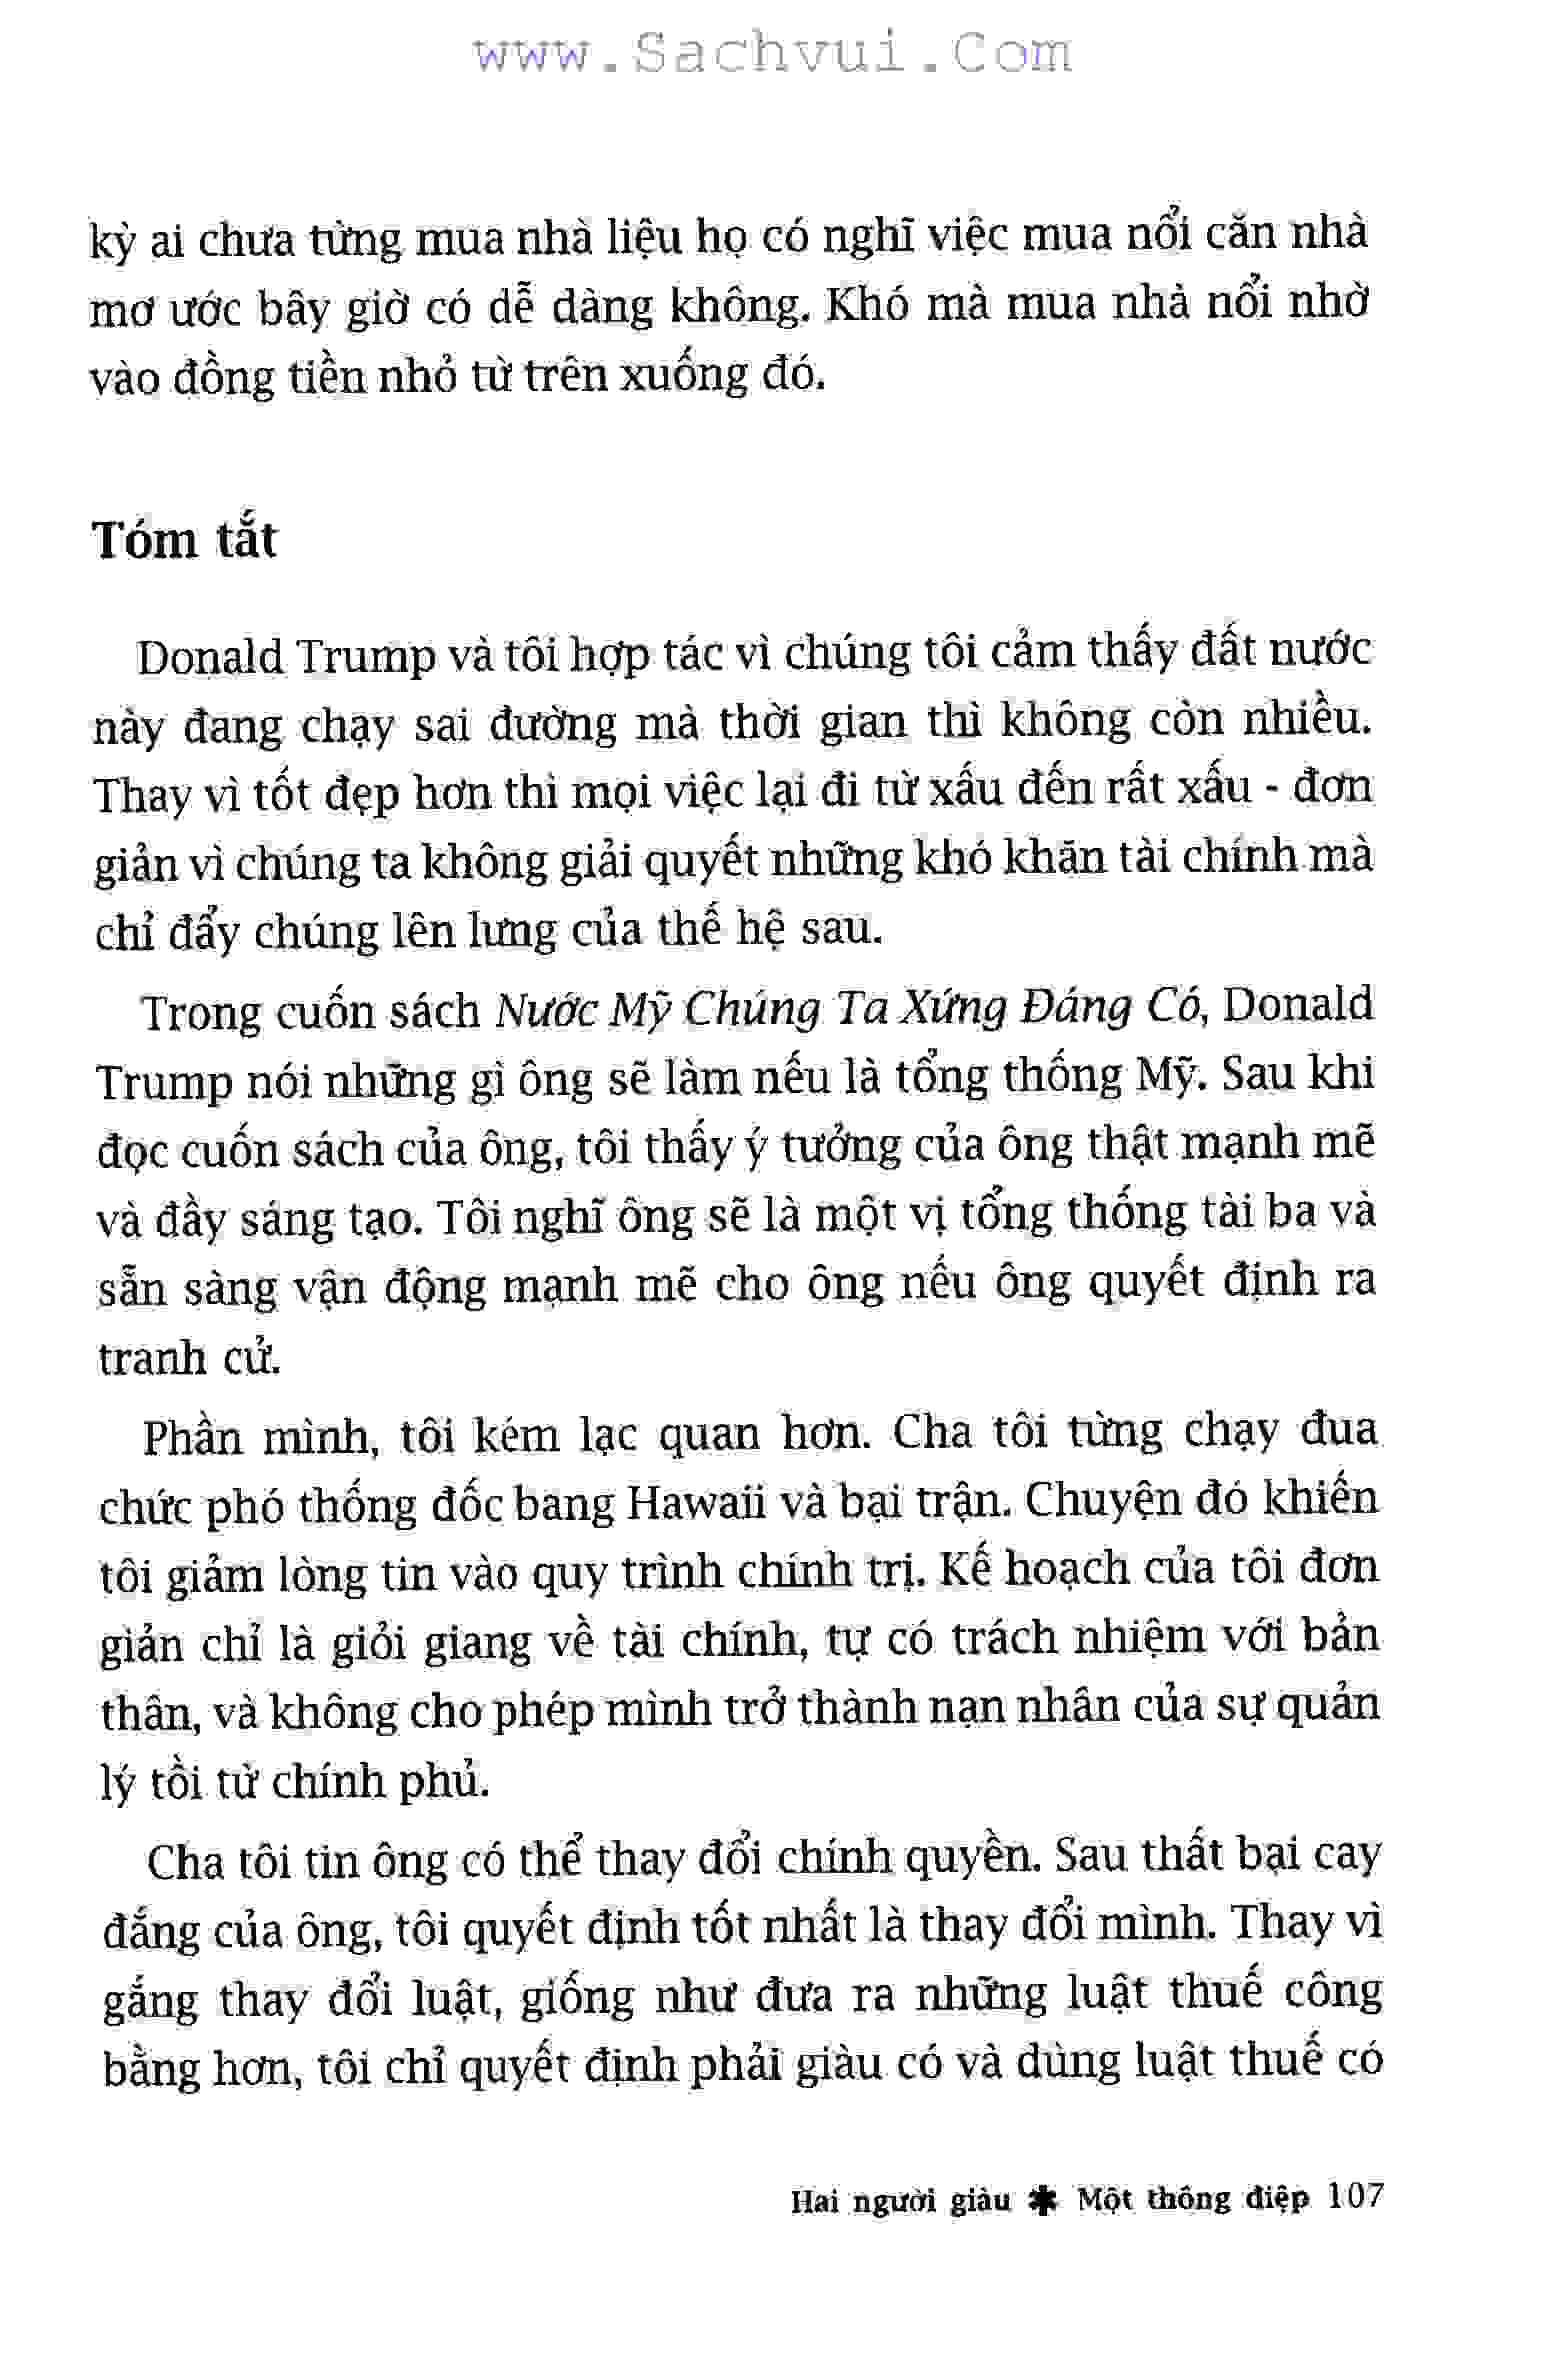 www.Sachvui.Com
kỳ ai chưa từng mua nhà liệu họ có nghĩ việc mua nổi căn nhà
mơ ước bây giờ có dễ dàng không. Khó mà mua nhà nổi nhờ
vào đồng tiền nhỏ từ trên xuống đó.
Tóm tắt
Donald Trump và tôi hợp tác vì chúng tôi cảm thấy đất nước
này đang chạy sai đường mà thời gian thì không còn nhiều.
Thay vì tốt đẹp hơn thì mọi việc lại đi từ xấu đến rất xấu - đơn
giản vì chúng ta không giải quyết những khó khăn tài chính mà
chỉ đẩy chúng lên lưng của thế hệ sau.
Trong cuốn sách Nước Mỹ Chúng Ta Xứng Đáng Có, Donald
Trump nói những gì ông sẽ làm nếu là tổng thống Mỹ. Sau khi
đọc cuốn sách của ông, tôi thấy ý tưởng của ông thật mạnh mẽ
và đầy sáng tạo. Tôi nghĩ ông sẽ là một vị tổng thống tài ba và
sẵn sàng vận động mạnh mẽ cho ông nếu ông quyết định ra
tranh cử.
Phần mình, tôi kém lạc quan hơn. Cha tôi từng chạy đua
chức phó thống đốc bang Hawaii và bại trận. Chuyện đó khiến
tôi giảm lòng tin vào quy trình chính trị. Kế hoạch của tôi đơn
giản chỉ là giỏi giang về tài chính, tự có trách nhiệm với bản
thân, và không cho phép mình trở thành nạn nhân của sự quản
lý tồi từ chính phủ.
Cha tôi tin ông có thể thay đổi chính quyền. Sau thất bại cay
đắng của ông, tôi quyết định tốt nhất là thay đổi mình. Thay vì
gắng thay đổi luật, giống như đưa ra những luật thuế công
bằng hơn, tôi chỉ quyết định phải giàu có và dùng luật thuế có
Hai người giàu ✱ Một thông điệp 107